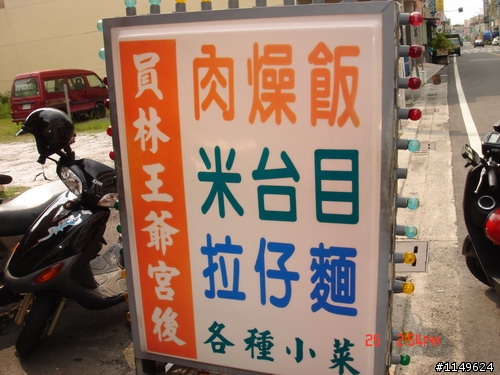 員林王爺宮後
肉燥飯
米台目
拉仔麵
各種小菜
#1149624